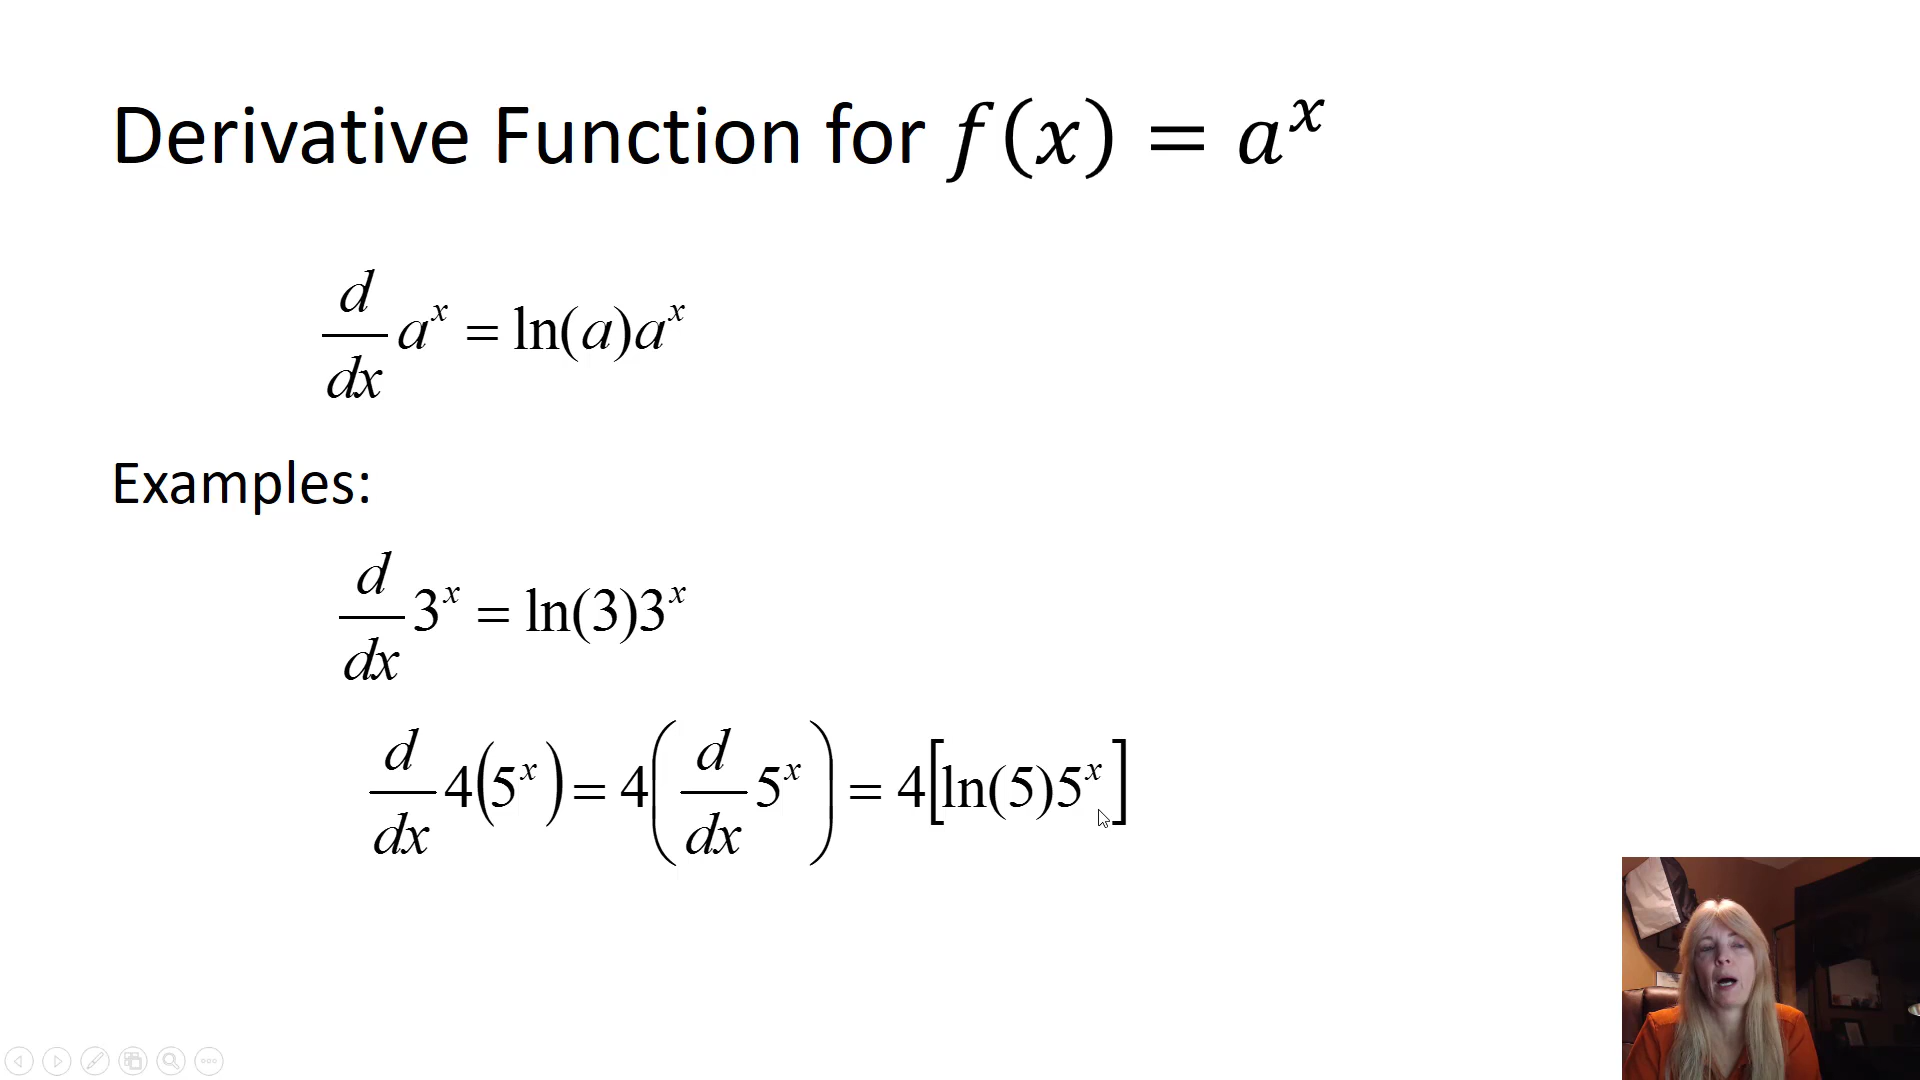 Derivative Function for f(x) = aˣ
d/dx aˣ = ln(a)aˣ
Examples:
d/dx 3ˣ = ln(3)3ˣ
d/dx 4(5ˣ) = 4(d/dx 5ˣ) = 4[ln(5)5ˣ]